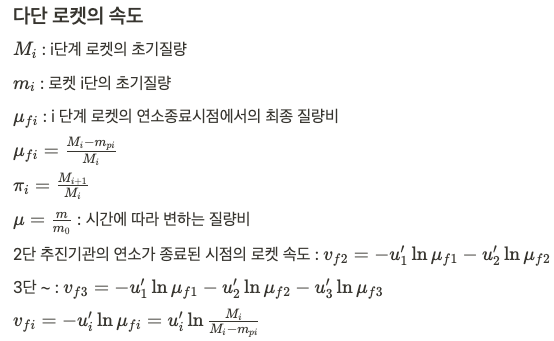 다단 로켓의 속도
$M_i$ : i단계 로켓의 초기질량
$m_i$ : 로켓 i단의 초기질량
$\mu_{fi}$ : i 단계 로켓의 연소종료시점에서의 최종 질량비
$\mu_{fi} = \frac{M_i - m_{pi}}{M_i}$
$\pi_i = \frac{M_{i+1}}{M_i}$
$\mu = \frac{m}{m_0}$ : 시간에 따라 변하는 질량비
2단 추진기관의 연소가 종료된 시점의 로켓 속도 : $v_{f2} = -u_1' \ln \mu_{f1} - u_2' \ln \mu_{f2}$
3단 ~ : $v_{f3} = -u_1' \ln \mu_{f1} - u_2' \ln \mu_{f2} - u_3' \ln \mu_{f3}$
$v_{fi} = -u_i' \ln \mu_{fi} = u_i' \ln \frac{M_i}{M_i - m_{pi}}$